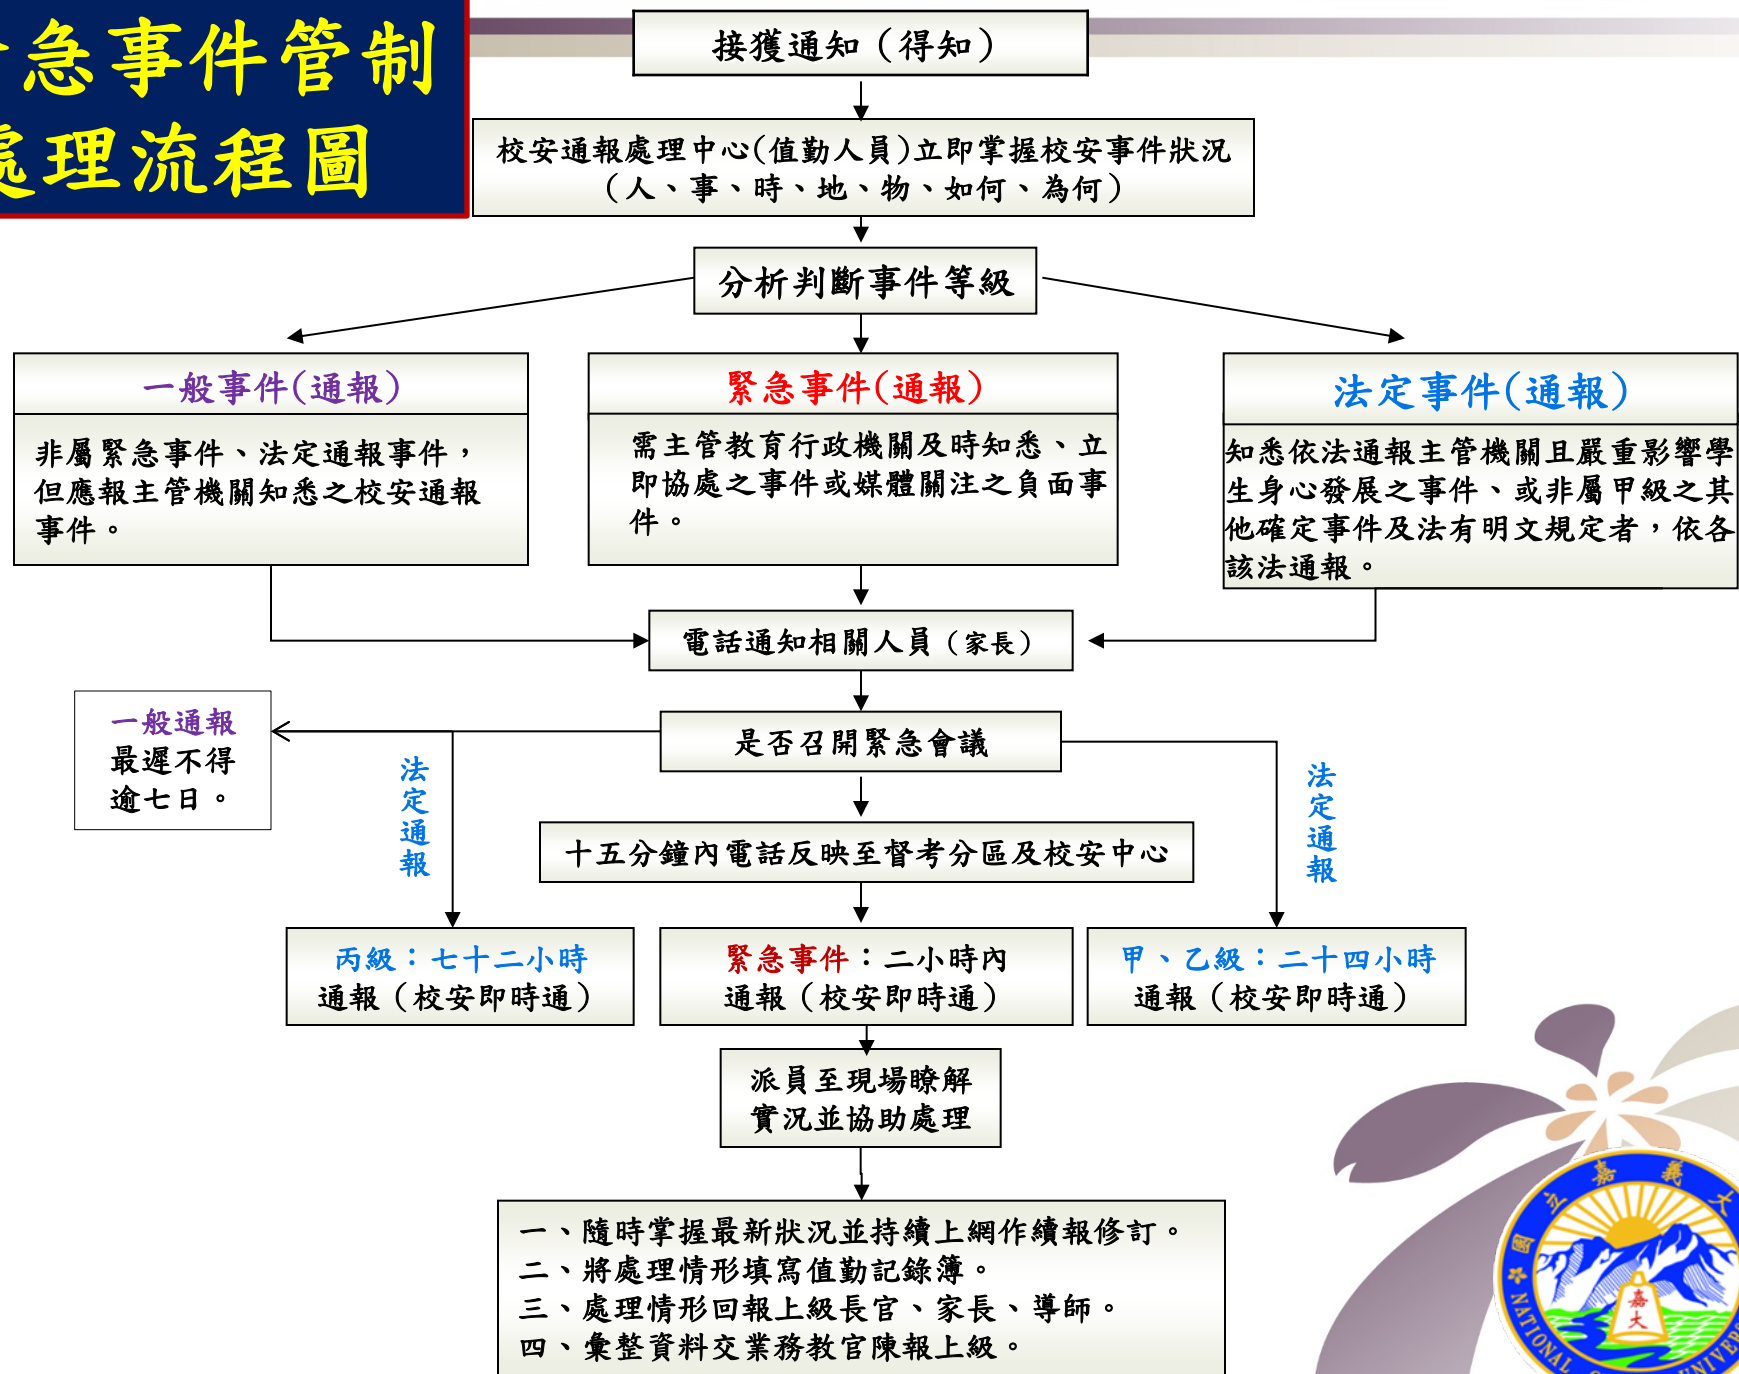 急事件管制
處理流程圖
接獲通知（得知）
校安通報處理中心(值勤人員)立即掌握校安事件狀況
（人、事、時、地、物、如何、為何）
分析判斷事件等級
一般事件(通報)
非屬緊急事件、法定通報事件，
但應報主管機關知悉之校安通報
事件。
緊急事件(通報)
需主管教育行政機關及時知悉、立
即協處之事件或媒體關注之負面事
件。
法定事件(通報)
知悉依法通報主管機關且嚴重影響學
生身心發展之事件、或非屬甲級之其
他確定事件及法有明文規定者，依各
該法通報。
電話通知相關人員（家長）
是否召開緊急會議
一般通報
最遲不得
逾七日。
法定通報
法定通報
十五分鐘內電話反映至督考分區及校安中心
丙級：七十二小時
通報（校安即時通）
緊急事件：二小時內
通報（校安即時通）
甲、乙級：二十四小時
通報（校安即時通）
派員至現場瞭解
實況並協助處理
一、隨時掌握最新狀況並持續上網作續報修訂。
二、將處理情形填寫值勤記錄簿。
三、處理情形回報上級長官、家長、導師。
四、彙整資料交業務教官陳報上級。
國立嘉義大
嘉大
NATIONAL